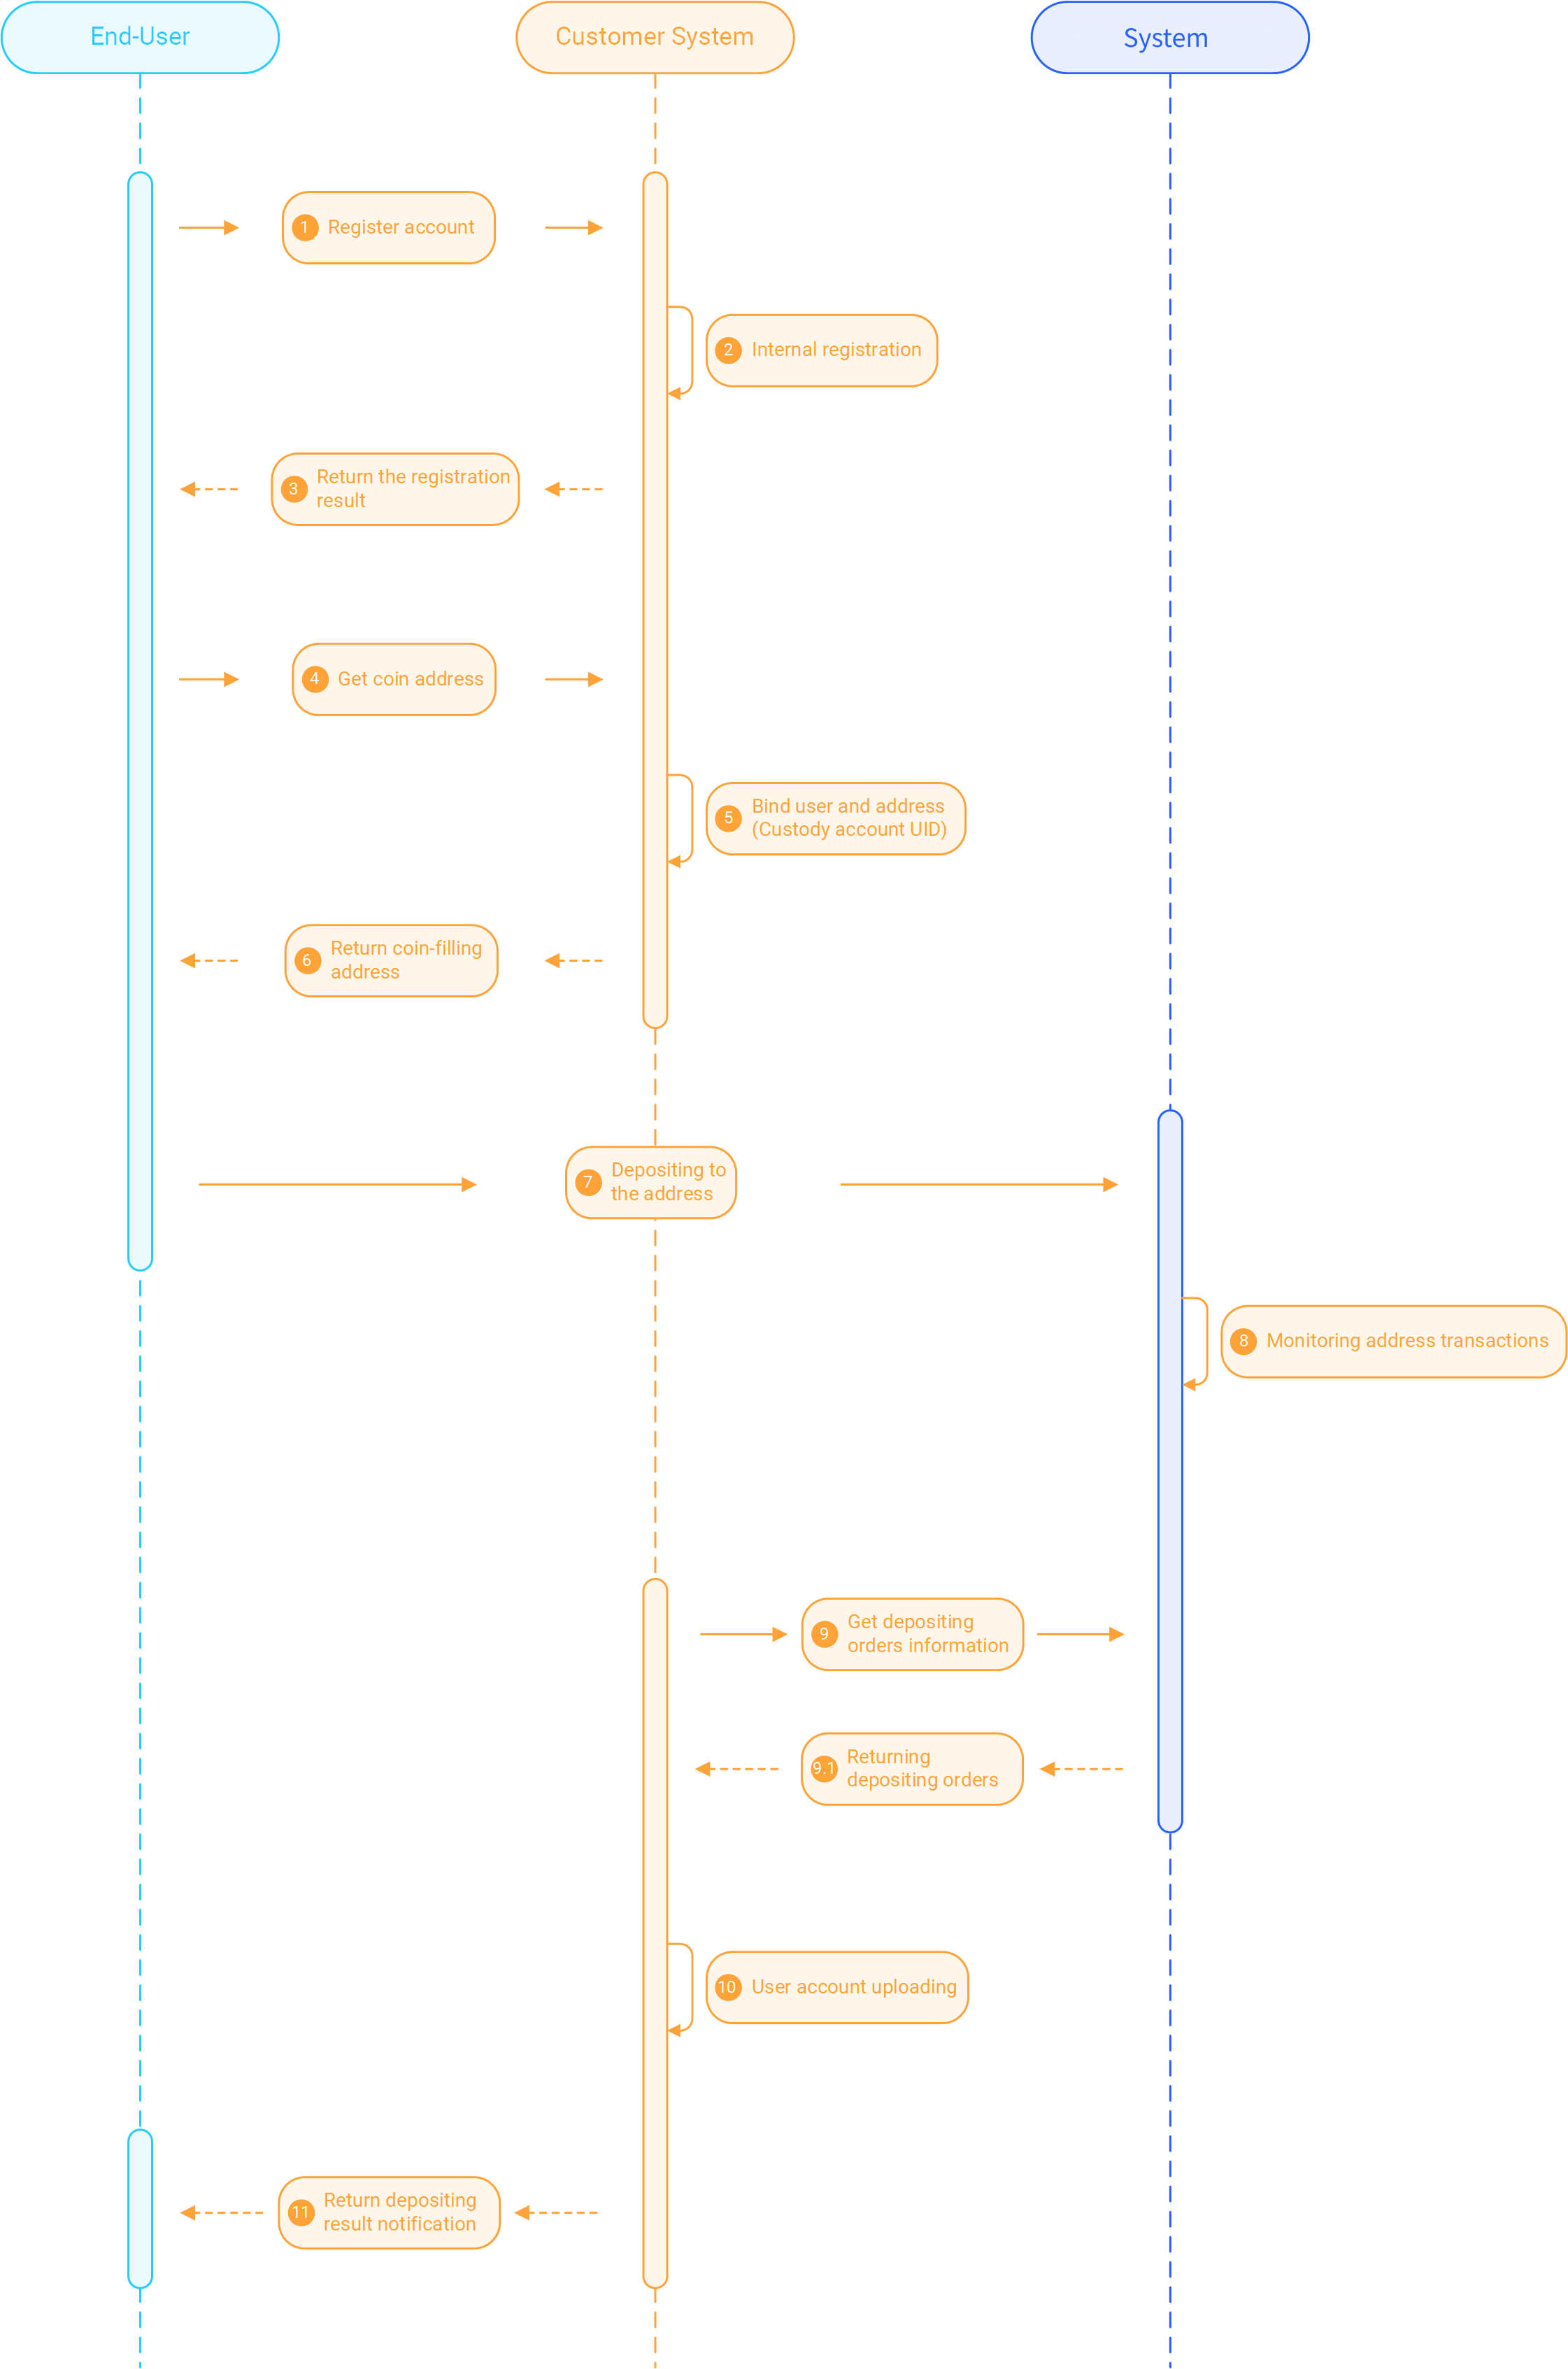 End-User
Customer System
System
1 Register account
2 Internal registration
3 Return the registration
result
4 Get coin address
5 Bind user and address
(Custody account UID)
6 Return coin-filling
address
7 Depositing to
the address
8 Monitoring address transactions
9 Get depositing
orders information
9.1 Returning
depositing orders
10 User account uploading
11 Return depositing
result notification